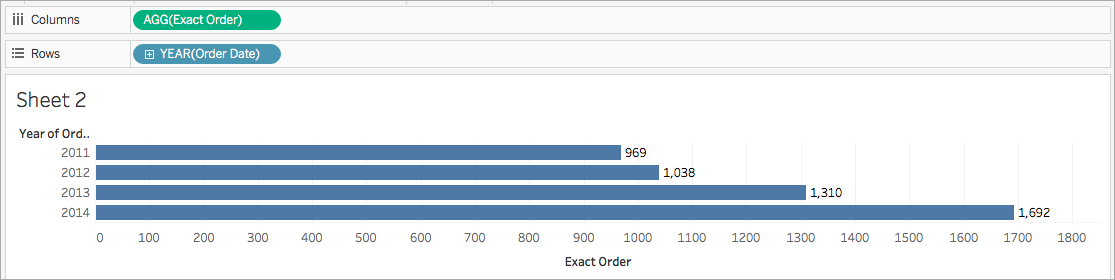 Columns AGG(Exact Order)
Rows YEAR(Order Date)
Sheet 2
Year of Ord..
2011 969
2012 1,038
2013 1,310
2014 1,692
0 100 200 300 400 500 600 700 800 900 1000 1100 1200 1300 1400 1500 1600 1700 1800
Exact Order